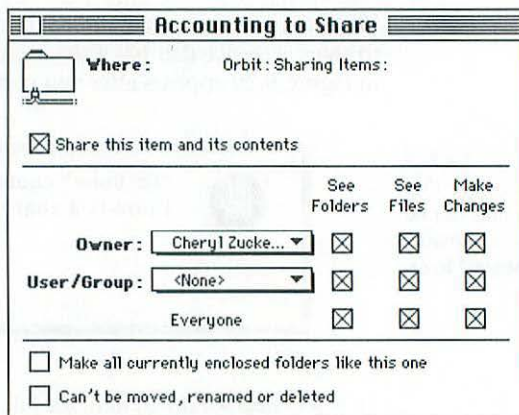 Accounting to Share
Where: Orbit: Sharing Items:
Share this item and its contents
See Folders See Files Make Changes
Owner: Cheryl Zucke...
User/Group: <None>
Everyone
Make all currently enclosed folders like this one
Can't be moved, renamed or deleted